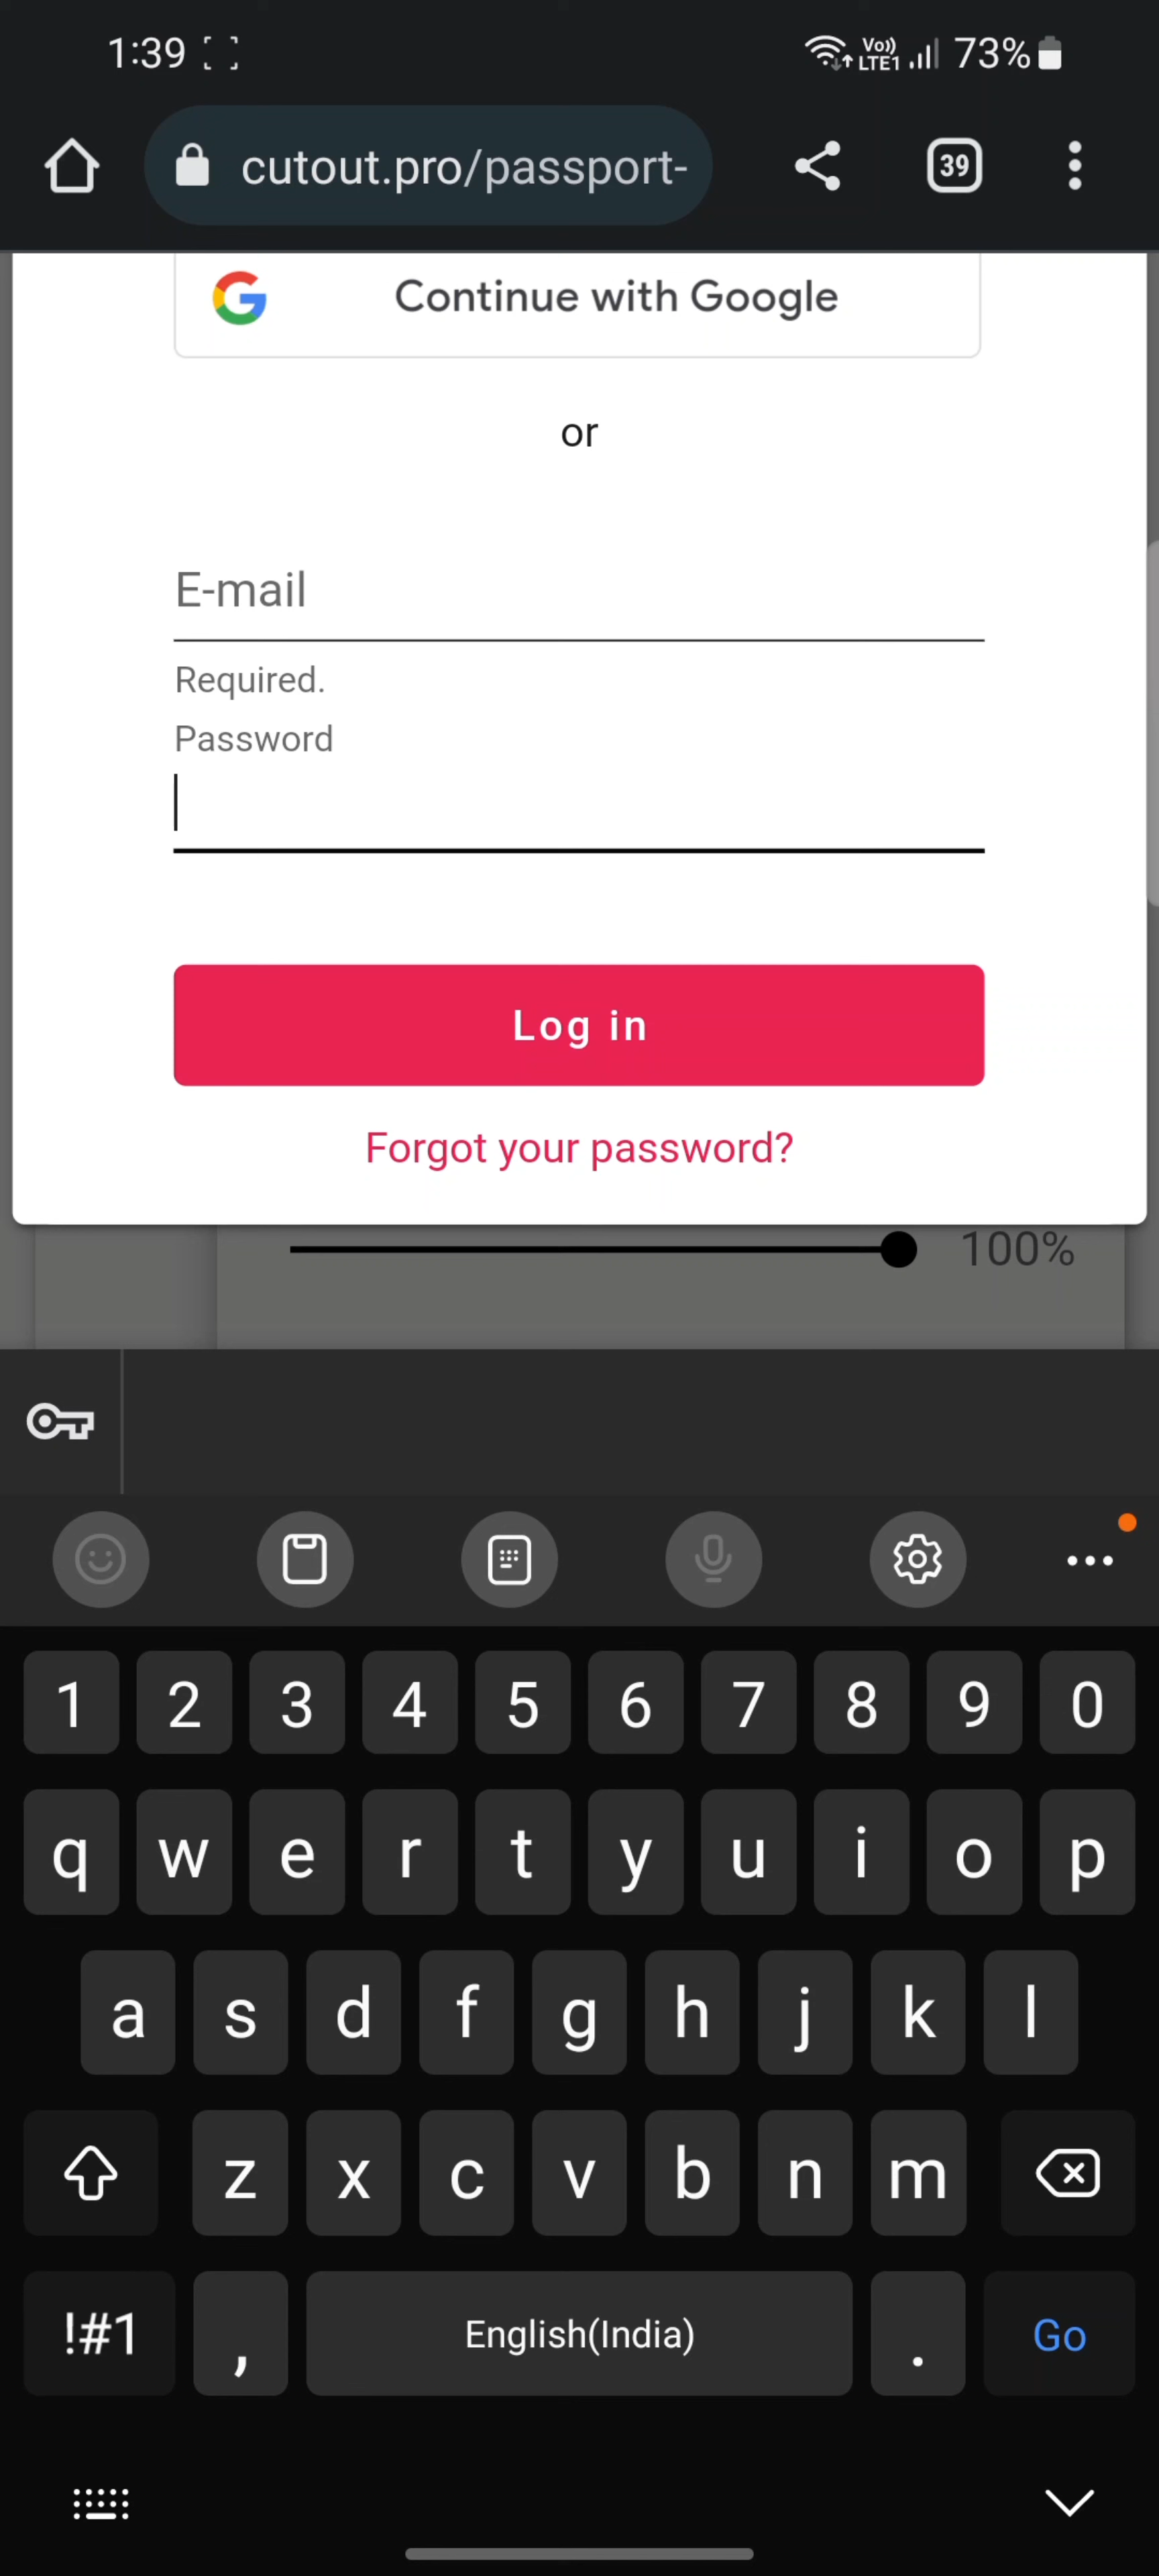 1:39
Vo)) LTE1 73%
cutout.pro/passport-
39
Continue with Google
or
E-mail
Required.
Password
Log in
Forgot your password?
100%
1 2 3 4 5 6 7 8 9 0
q w e r t y u i o p
a s d f g h j k l
z x c v b n m
!#1 , English(India) . Go